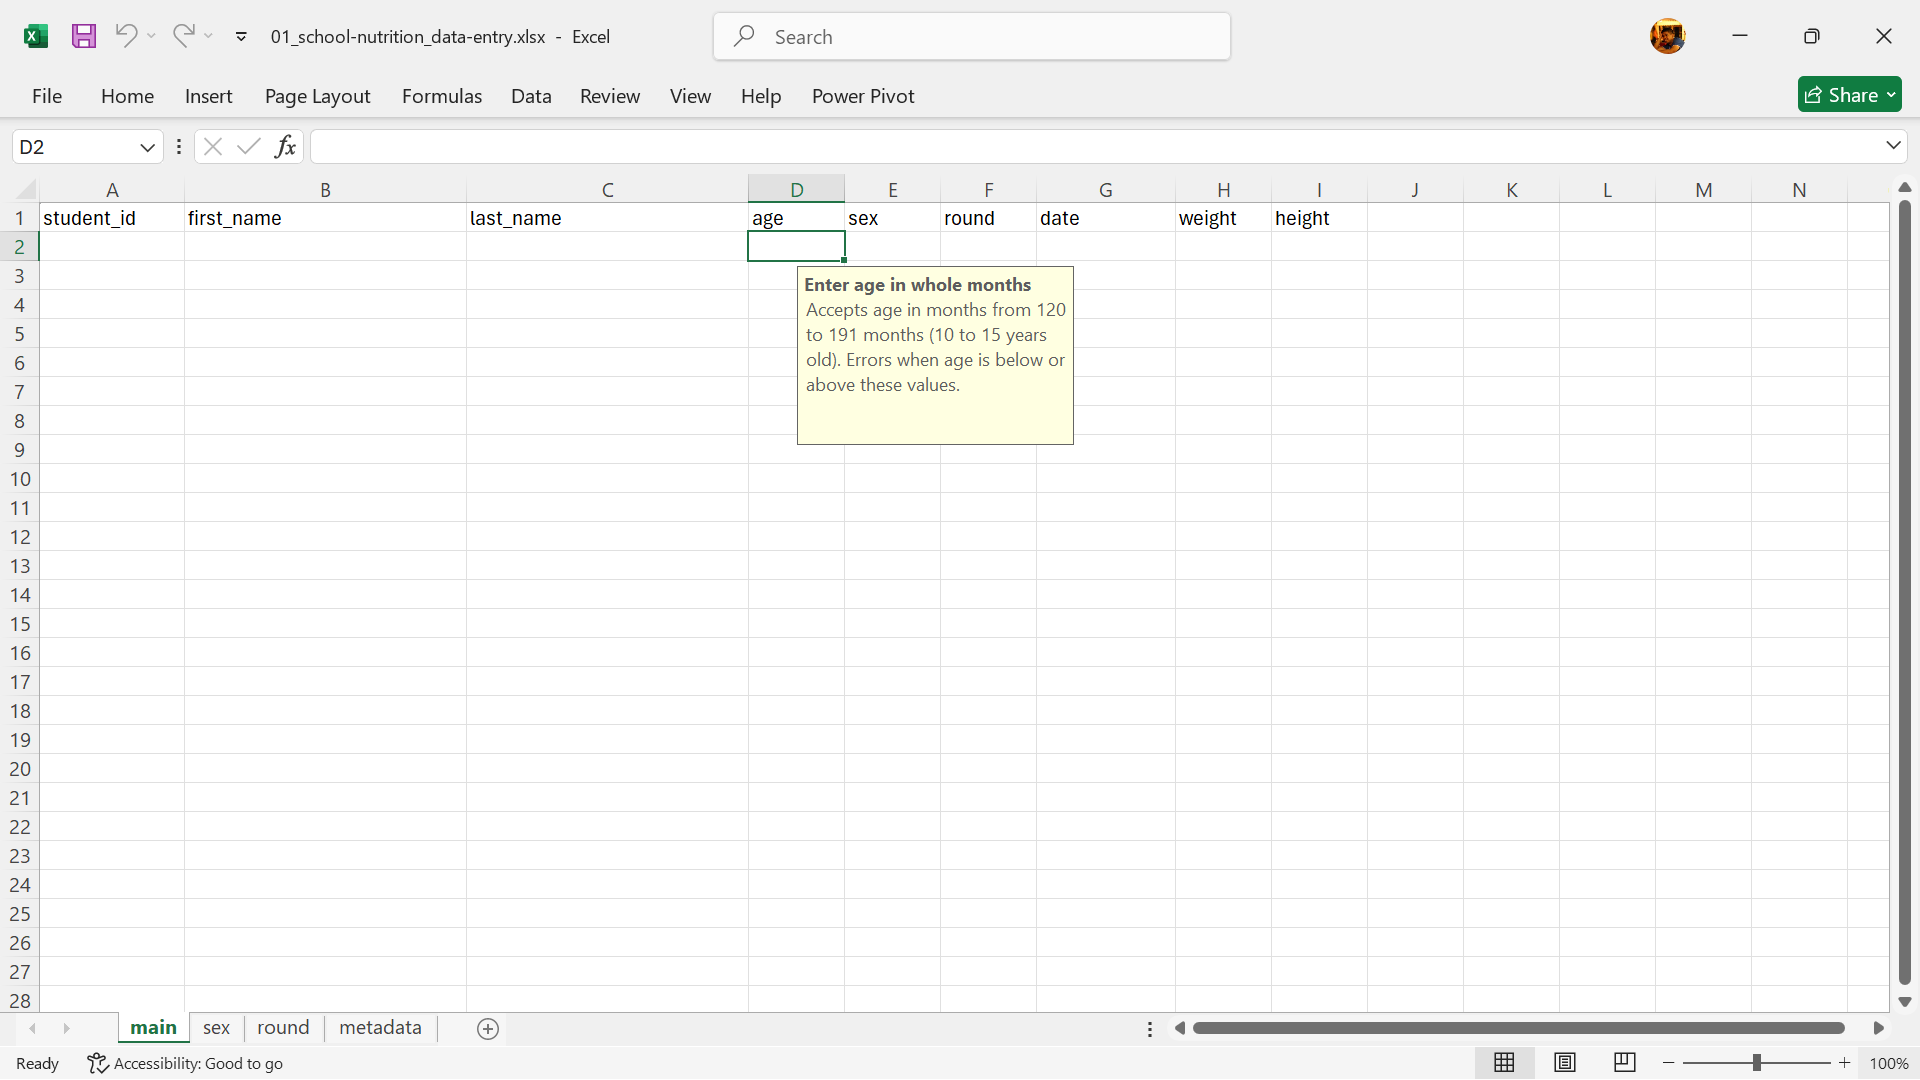 01_school-nutrition_data-entry.xlsx - Excel
Search
File Home Insert Page Layout Formulas Data Review View Help Power Pivot
Share
D2
fx
A B C D E F G H I J K L M N
1 student_id first_name last_name age sex round date weight height
2
3
Enter age in whole months
Accepts age in months from 120
4
to 191 months (10 to 15 years
5
old). Errors when age is below or
6
above these values.
7
8
9
10
11
12
13
14
15
16
17
18
19
20
21
22
23
24
25
26
27
28
main sex round metadata
Ready Accessibility: Good to go
100%